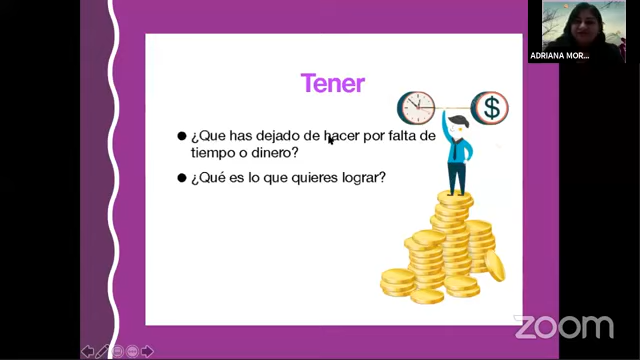 ADRIANA MOR...
Tener
● ¿Que has dejado de hacer por falta de
tiempo o dinero?
● ¿Qué es lo que quieres lograr?
$
zoom